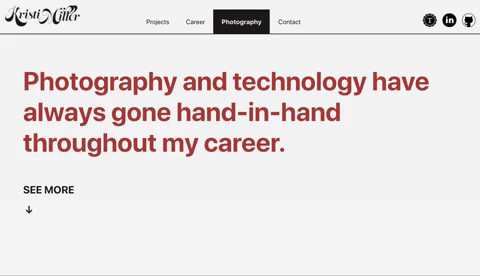 Kristi Miller
Projects Career Photography Contact
T in
Photography and technology have
always gone hand-in-hand
throughout my career.
SEE MORE